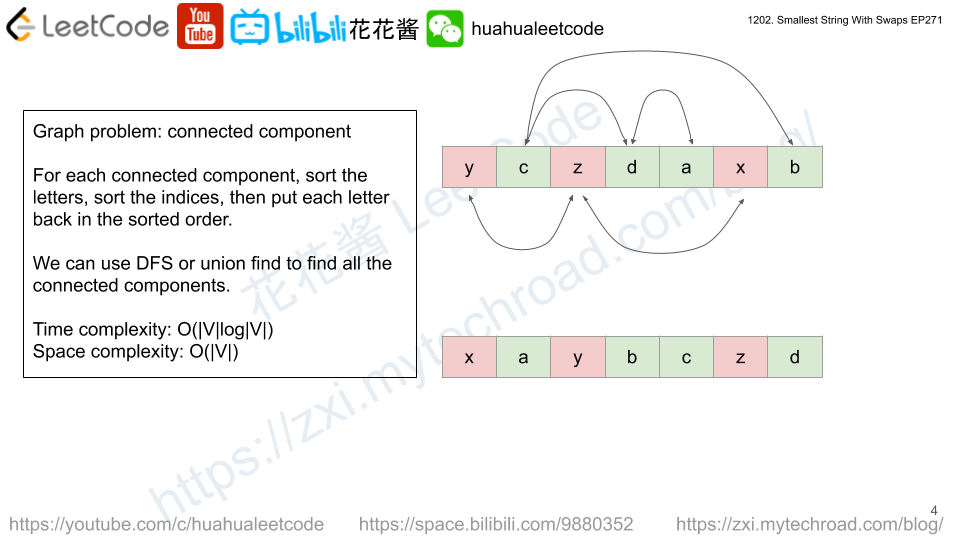 LeetCode You Tube bilibili 花花酱 huahualeetcode
1202. Smallest String With Swaps EP271
Graph problem: connected component
For each connected component, sort the
letters, sort the indices, then put each letter
back in the sorted order.
We can use DFS or union find to find all the
connected components.
Time complexity: O(|V|log|V|)
Space complexity: O(|V|)
y c z d a x b
x a y b c z d
花花酱 LeetCode
https://zxi.mytechroad.com/blog/
4
https://youtube.com/c/huahualeetcode https://space.bilibili.com/9880352 https://zxi.mytechroad.com/blog/